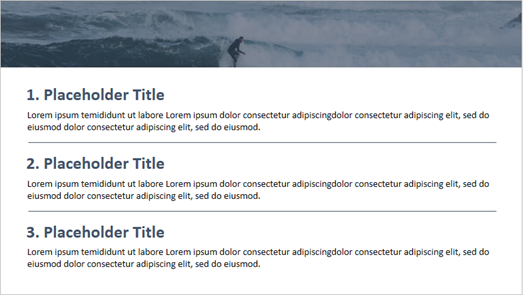 1. Placeholder Title
Lorem ipsum temididunt ut labore Lorem ipsum dolor consectetur adipiscingdolor consectetur adipiscing elit, sed do
eiusmod dolor consectetur adipiscing elit, sed do eiusmod.
2. Placeholder Title
Lorem ipsum temididunt ut labore Lorem ipsum dolor consectetur adipiscingdolor consectetur adipiscing elit, sed do
eiusmod dolor consectetur adipiscing elit, sed do eiusmod.
3. Placeholder Title
Lorem ipsum temididunt ut labore Lorem ipsum dolor consectetur adipiscingdolor consectetur adipiscing elit, sed do
eiusmod dolor consectetur adipiscing elit, sed do eiusmod.